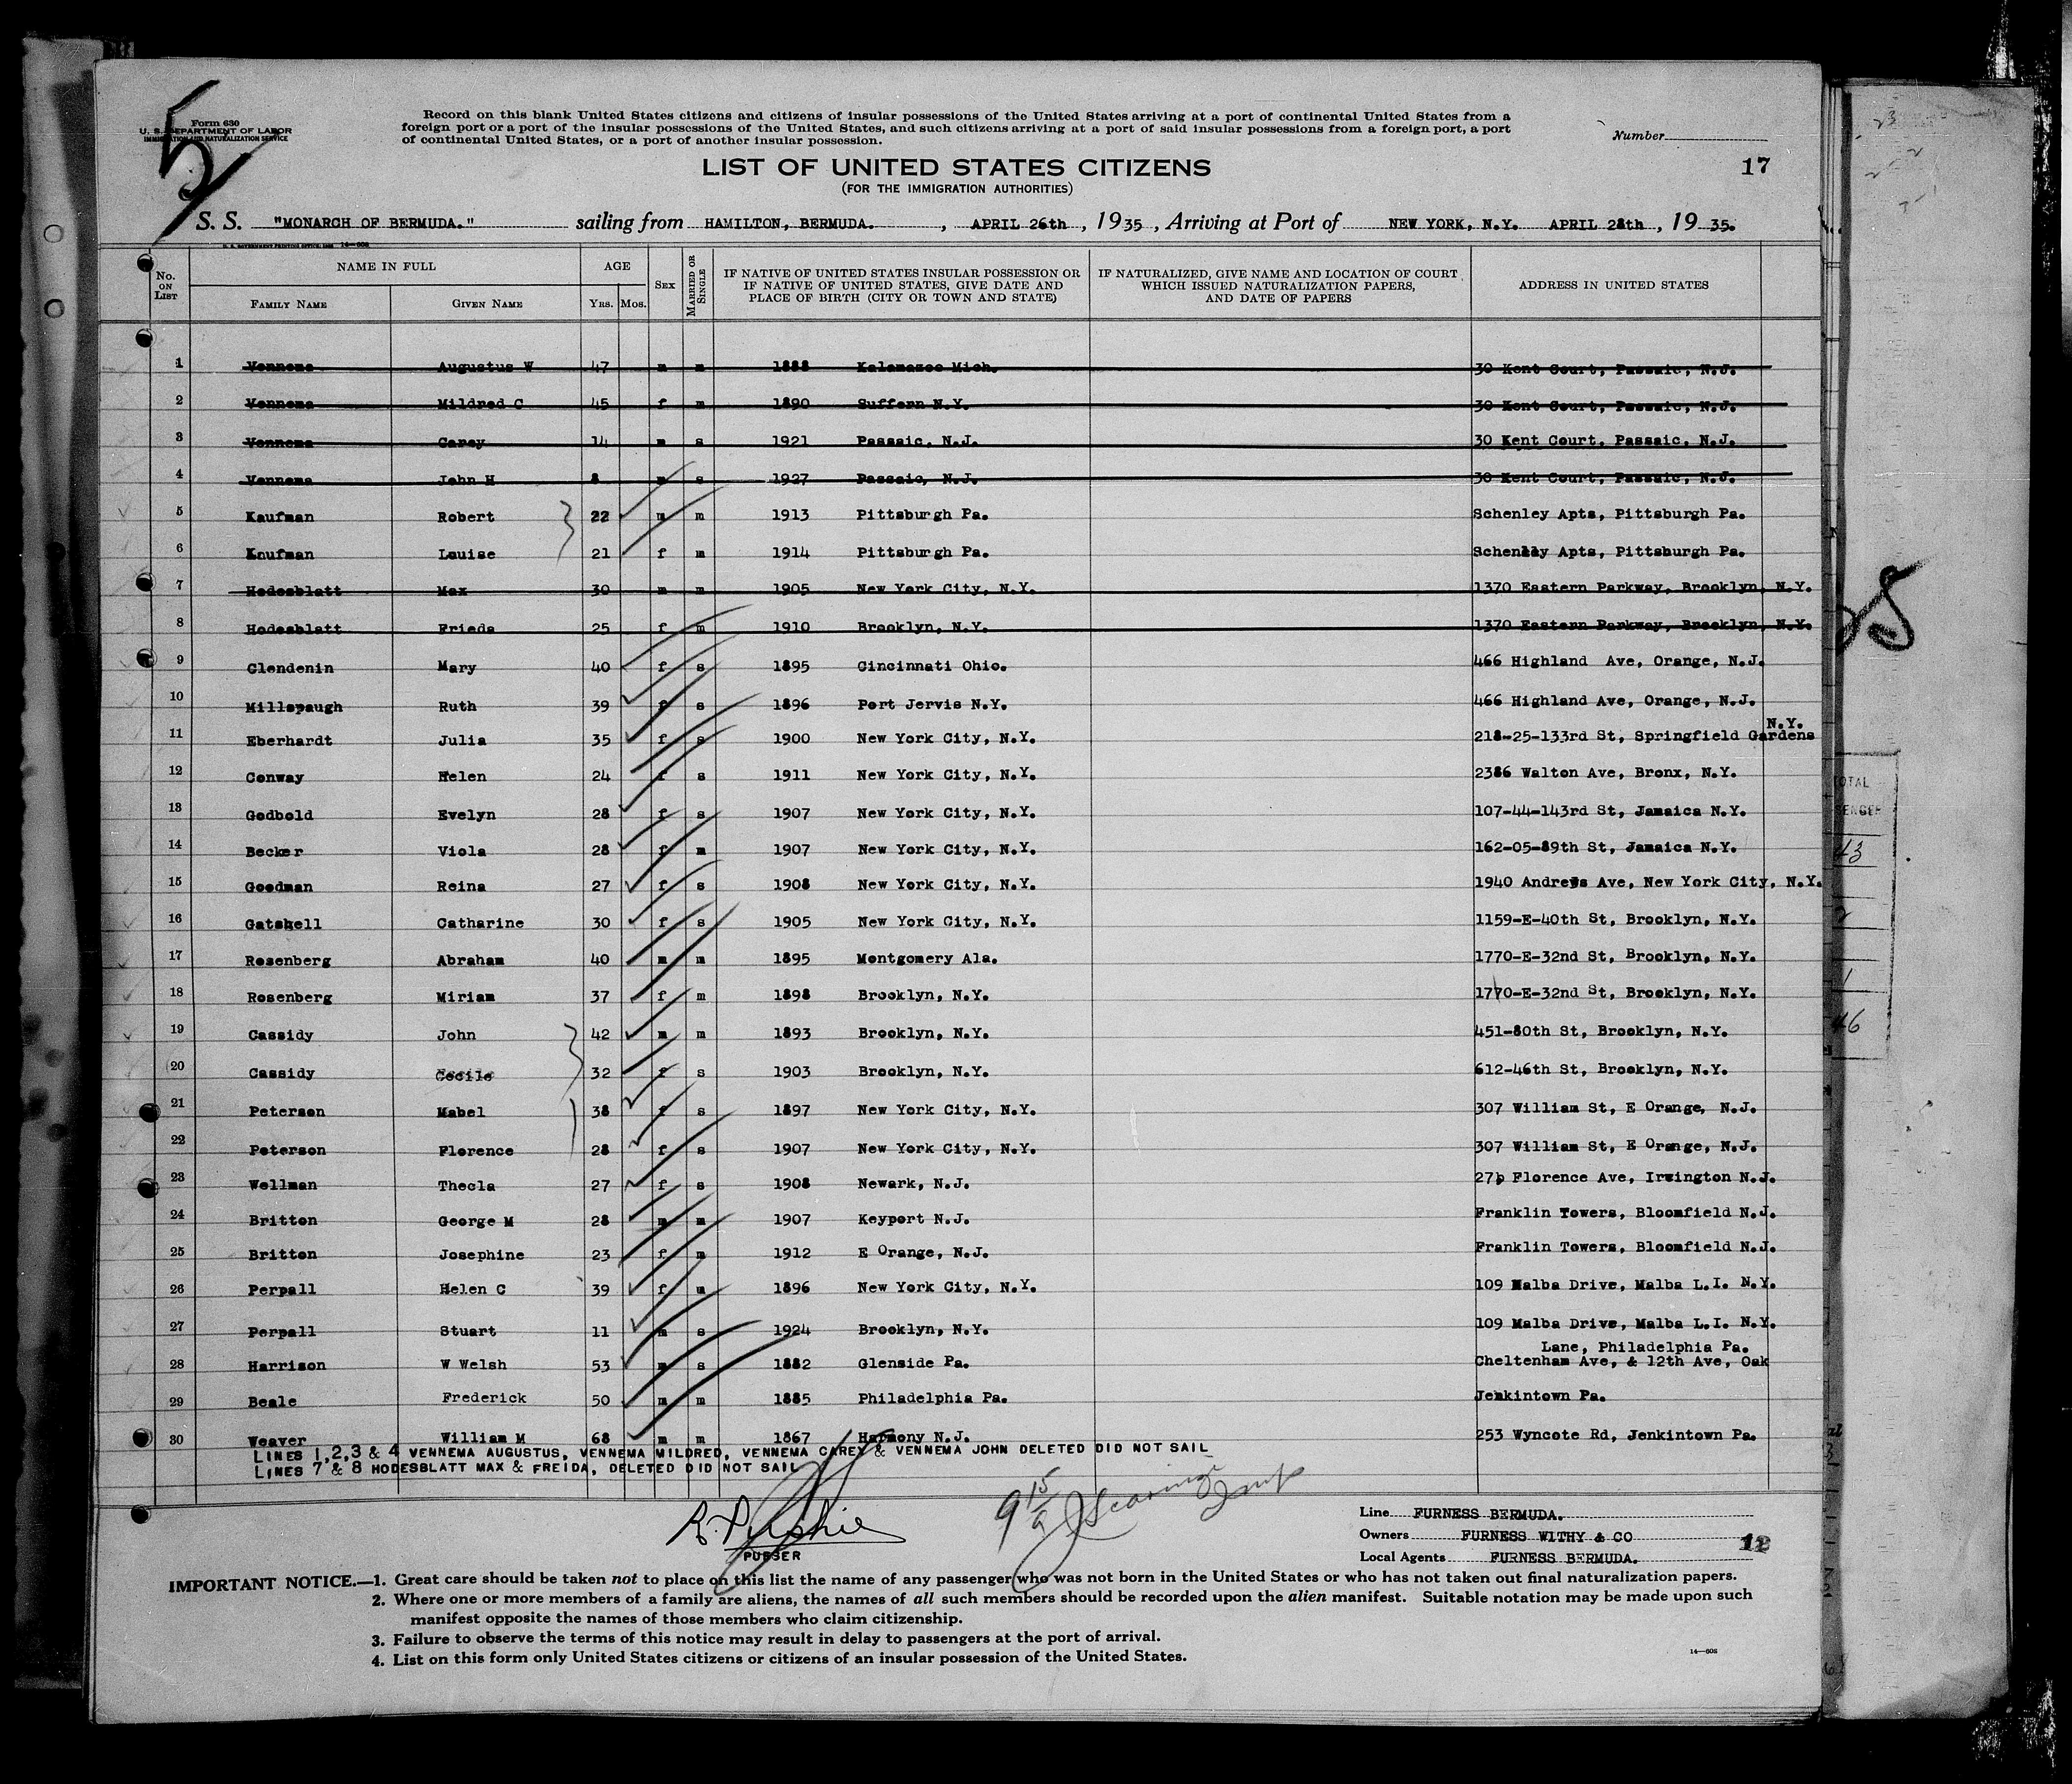 5
Form 630
U. S. DEPARTMENT OF LABOR
IMMIGRATION AND NATURALIZATION SERVICE
Record on this blank United States citizens and citizens of insular possessions of the United States arriving at a port of continental United States from a
foreign port or a port of the insular possessions of the United States, and such citizens arriving at a port of said insular possessions from a foreign port, a port
of continental United States, or a port of another insular possession.
Number
LIST OF UNITED STATES CITIZENS
17
(FOR THE IMMIGRATION AUTHORITIES)
S. S. "MONARCH OF BERMUDA." sailing from HAMILTON, BERMUDA. , APRIL 26th , 1935 , Arriving at Port of NEW YORK, N.Y. APRIL 28th , 19 35.
No. ON LIST
NAME IN FULL
FAMILY NAME GIVEN NAME
AGE
YRS. MOS.
SEX
MARRIED OR SINGLE
IF NATIVE OF UNITED STATES INSULAR POSSESSION OR
IF NATIVE OF UNITED STATES, GIVE DATE AND
PLACE OF BIRTH (CITY OR TOWN AND STATE)
IF NATURALIZED, GIVE NAME AND LOCATION OF COURT
WHICH ISSUED NATURALIZATION PAPERS,
AND DATE OF PAPERS
ADDRESS IN UNITED STATES
1 Vennema Augustus W 47 m m 1888 Kalamazoo Mich. 30 Kent Court, Passaic, N.J.
2 Vennema Mildred C 45 f m 1890 Suffern N.Y. 30 Kent Court, Passaic, N.J.
3 Vennema Carey 14 m s 1921 Passaic, N.J. 30 Kent Court, Passaic, N.J.
4 Vennema John H 8 m s 1927 Passaic, N.J. 30 Kent Court, Passaic, N.J.
5 Kaufman Robert 22 m m 1913 Pittsburgh Pa. Schenley Apts, Pittsburgh Pa.
6 Kaufman Louise 21 f m 1914 Pittsburgh Pa. Schenley Apts, Pittsburgh Pa.
7 Hodesblatt Max 30 m m 1905 New York City, N.Y. 1370 Eastern Parkway, Brooklyn, N.Y.
8 Hodesblatt Frieda 25 f m 1910 Brooklyn, N.Y. 1370 Eastern Parkway, Brooklyn, N.Y.
9 Clendenin Mary 40 f s 1895 Cincinnati Ohio. 466 Highland Ave, Orange, N.J.
10 Millspaugh Ruth 39 f s 1896 Port Jervis N.Y. 466 Highland Ave, Orange, N.J.
N.Y.
11 Eberhardt Julia 35 f s 1900 New York City, N.Y. 218-25-133rd St, Springfield Gardens
12 Conway Helen 24 f s 1911 New York City, N.Y. 2386 Walton Ave, Bronx, N.Y.
13 Godbold Evelyn 28 f s 1907 New York City, N.Y. 107-44-143rd St, Jamaica N.Y.
14 Becker Viola 28 f m 1907 New York City, N.Y. 162-05-89th St, Jamaica N.Y.
15 Goodman Reina 27 f s 1908 New York City, N.Y. 1940 Andrews Ave, New York City, N.Y.
16 Gatskell Catharine 30 f s 1905 New York City, N.Y. 1159-E-40th St, Brooklyn, N.Y.
17 Rosenberg Abraham 40 m m 1895 Montgomery Ala. 1770-E-32nd St, Brooklyn, N.Y.
18 Rosenberg Miriam 37 f m 1898 Brooklyn, N.Y. 1770-E-32nd St, Brooklyn, N.Y.
19 Cassidy John 42 m m 1893 Brooklyn, N.Y. 451-80th St, Brooklyn, N.Y.
20 Cassidy Cecile 32 f s 1903 Brooklyn, N.Y. 612-46th St, Brooklyn, N.Y.
21 Peterson Mabel 38 f s 1897 New York City, N.Y. 307 William St, E Orange, N.J.
22 Peterson Florence 28 f s 1907 New York City, N.Y. 307 William St, E Orange, N.J.
23 Wellman Thecla 27 f s 1908 Newark, N.J. Florence Ave, Irvington N.J.
24 Britton George M 28 m m 1907 Keyport N.J. Franklin Towers, Bloomfield N.J.
25 Britton Josephine 23 f m 1912 E Orange, N.J. Franklin Towers, Bloomfield N.J.
26 Perpall Helen C 39 f m 1896 New York City, N.Y. 109 Malba Drive, Malba L.I. N.Y.
27 Perpall Stuart 11 m s 1924 Brooklyn, N.Y. 109 Malba Drive, Malba L.I. N.Y.
Lane, Philadelphia Pa.
28 Harrison W Welsh 53 m s 1882 Glenside Pa. Cheltenham Ave, & 12th Ave, Oak
29 Beale Frederick 50 m m 1885 Philadelphia Pa. Jenkintown Pa.
30 Weaver William M 68 m m 1867 Harmony N.J. 253 Wyncote Rd, Jenkintown Pa.
LINES 1,2,3 & 4 VENNEMA AUGUSTUS, VENNEMA MILDRED, VENNEMA CAREY & VENNEMA JOHN DELETED DID NOT SAIL
LINES 7 & 8 HODESBLATT MAX & FREIDA, DELETED DID NOT SAIL
PURSER
9 15/9
Line FURNESS BERMUDA.
Owners FURNESS WITHY & CO
Local Agents FURNESS BERMUDA.
12
IMPORTANT NOTICE.—1. Great care should be taken not to place on this list the name of any passenger who was not born in the United States or who has not taken out final naturalization papers.
2. Where one or more members of a family are aliens, the names of all such members should be recorded upon the alien manifest. Suitable notation may be made upon such
manifest opposite the names of those members who claim citizenship.
3. Failure to observe the terms of this notice may result in delay to passengers at the port of arrival.
4. List on this form only United States citizens or citizens of an insular possession of the United States.